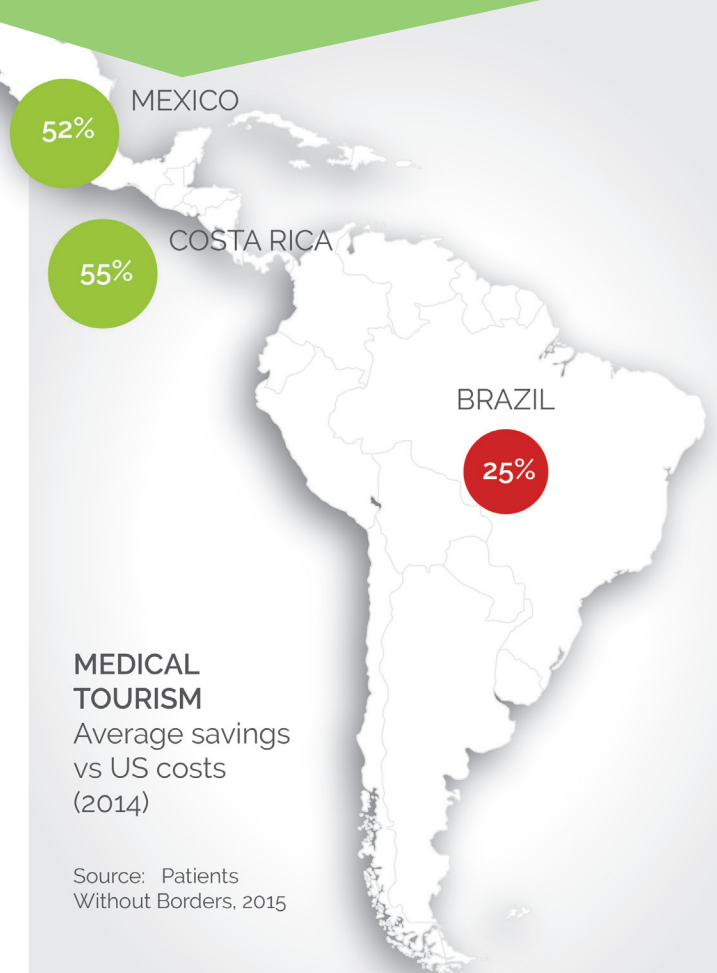 MEXICO
52%
COSTA RICA
55%
BRAZIL
25%
MEDICAL
TOURISM
Average savings
vs US costs
(2014)
Source: Patients
Without Borders, 2015